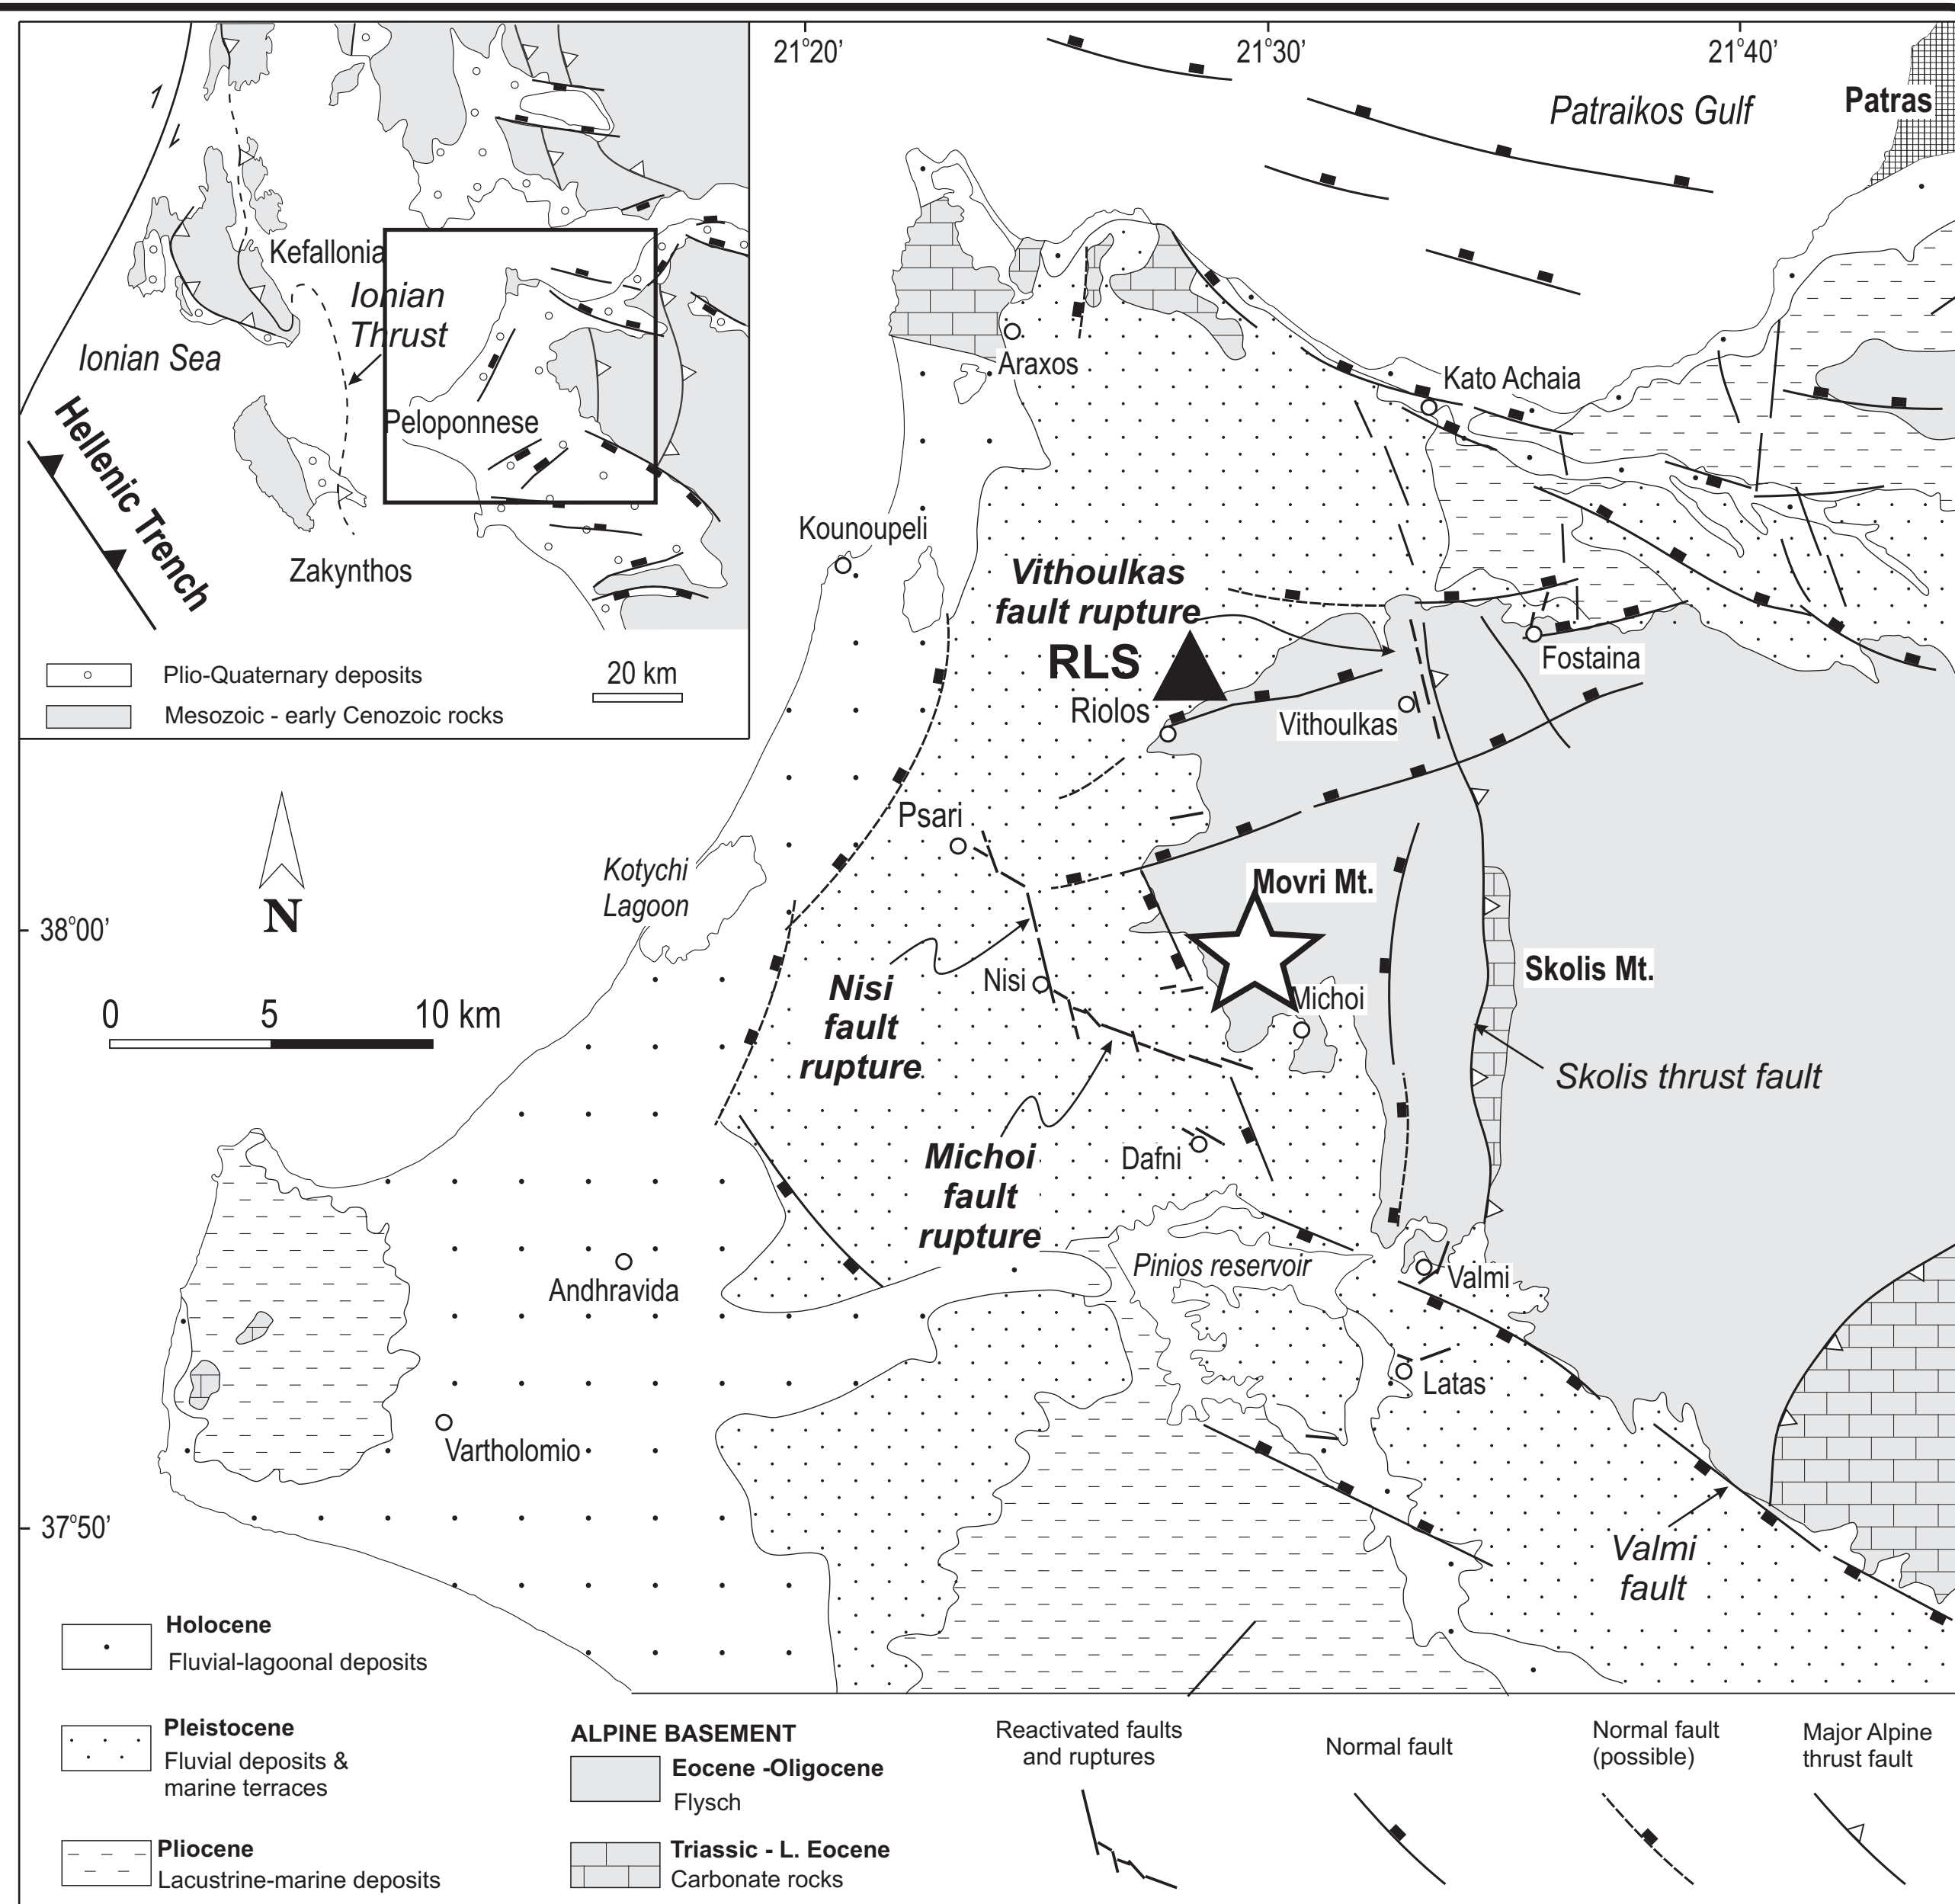 21°20'
21°30'
21°40'
Patraikos Gulf
Patras
Kefallonia
Ionian
Thrust
Ionian Sea
Peloponnese
Hellenic Trench
Zakynthos
Plio-Quaternary deposits
Mesozoic - early Cenozoic rocks
20 km
Araxos
Kato Achaia
Kounoupeli
Vithoulkas
fault rupture
RLS
Riolos
Vithoulkas
Fostaina
Psari
Kotychi
Lagoon
N
38°00'
Movri Mt.
Skolis Mt.
Nisi
Michoi
0 5 10 km
Nisi
fault
rupture
Skolis thrust fault
Michoi
fault
rupture
Dafni
Pinios reservoir
Valmi
Andhravida
Latas
Vartholomio
37°50'
Valmi
fault
Holocene
Fluvial-lagoonal deposits
Pleistocene
Fluvial deposits &
marine terraces
Pliocene
Lacustrine-marine deposits
ALPINE BASEMENT
Eocene -Oligocene
Flysch
Triassic - L. Eocene
Carbonate rocks
Reactivated faults
and ruptures
Normal fault
Normal fault
(possible)
Major Alpine
thrust fault